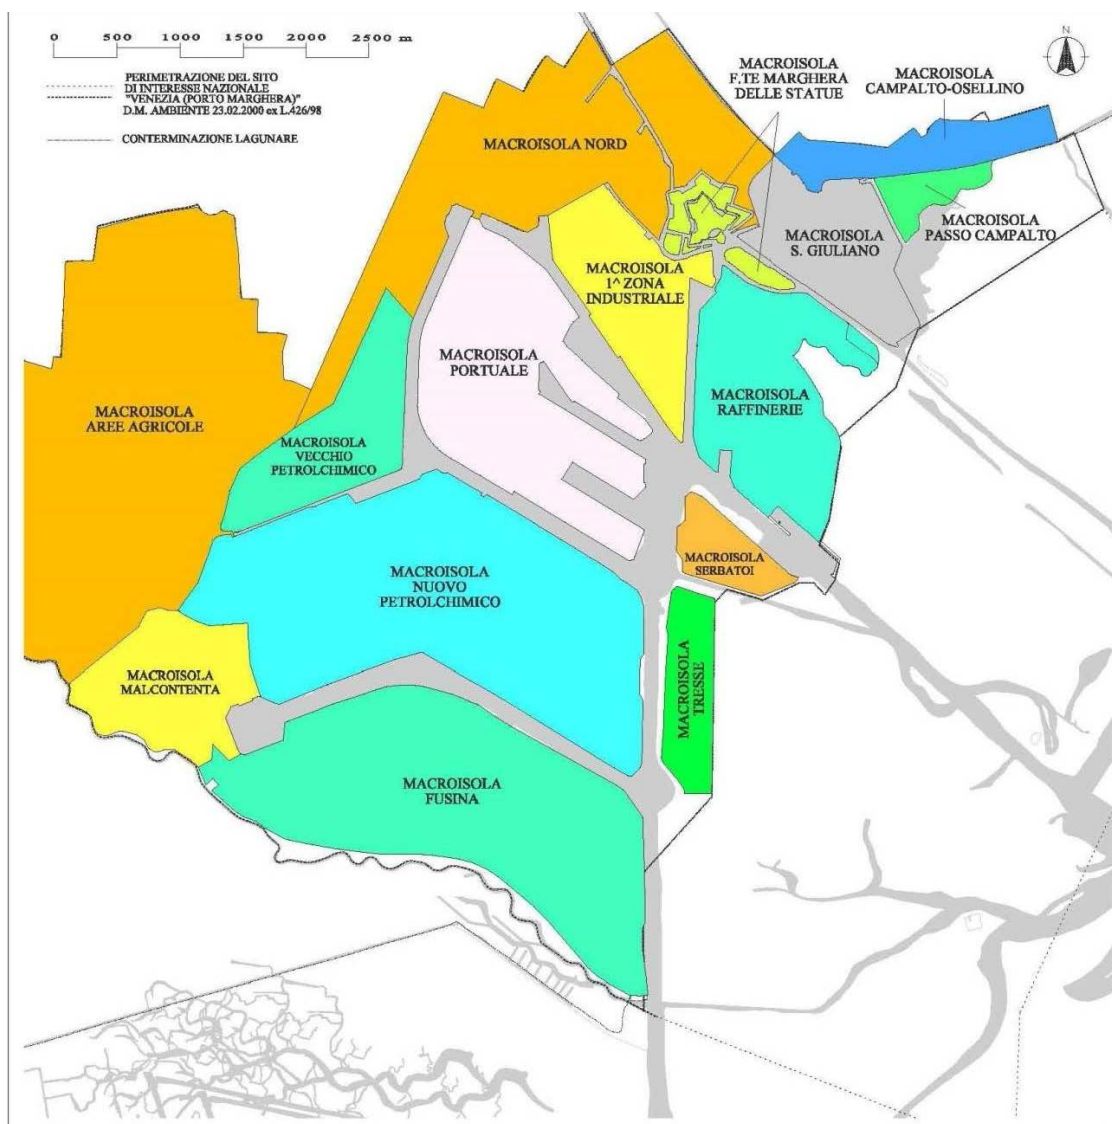 0 500 1000 1500 2000 2500 m
PERIMETRAZIONE DEL SITO
DI INTERESSE NAZIONALE
"VENEZIA (PORTO MARGHERA)"
D.M. AMBIENTE 23.02.2000 ex L.426/98
CONTERMINAZIONE LAGUNARE
N
MACROISOLA
F.TE MARGHERA
DELLE STATUE
MACROISOLA
CAMPALTO-OSELLINO
MACROISOLA NORD
MACROISOLA
PASSO CAMPALTO
MACROISOLA
S. GIULIANO
MACROISOLA
1^ ZONA
INDUSTRIALE
MACROISOLA
PORTUALE
MACROISOLA
RAFFINERIE
MACROISOLA
AREE AGRICOLE
MACROISOLA
VECCHIO
PETROLCHIMICO
MACROISOLA
SERBATOI
MACROISOLA
NUOVO
PETROLCHIMICO
MACROISOLA
TRESSE
MACROISOLA
MALCONTENTA
MACROISOLA
FUSINA